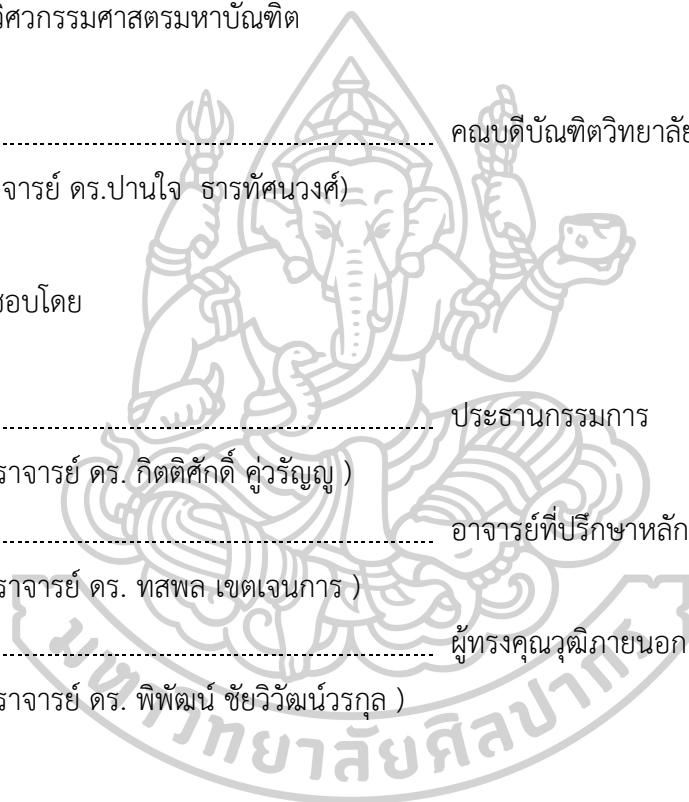 วิศวกรรมศาสตรมหาบัณฑิต
คณบดีบัณฑิตวิทยาลัย
จารย์ ดร.ปานใจ ธารทัศนวงศ์)
สอบโดย
ประธานกรรมการ
ราจารย์ ดร. กิตติศักดิ์ คู่วรัญญู )
อาจารย์ที่ปรึกษาหลัก
ราจารย์ ดร. ทสพล เขตเจนการ )
ผู้ทรงคุณวุฒิภายนอก
ราจารย์ ดร. พิพัฒน์ ชัยวิวัฒน์วรกุล )
มหาวิทยาลัยศิลปากร